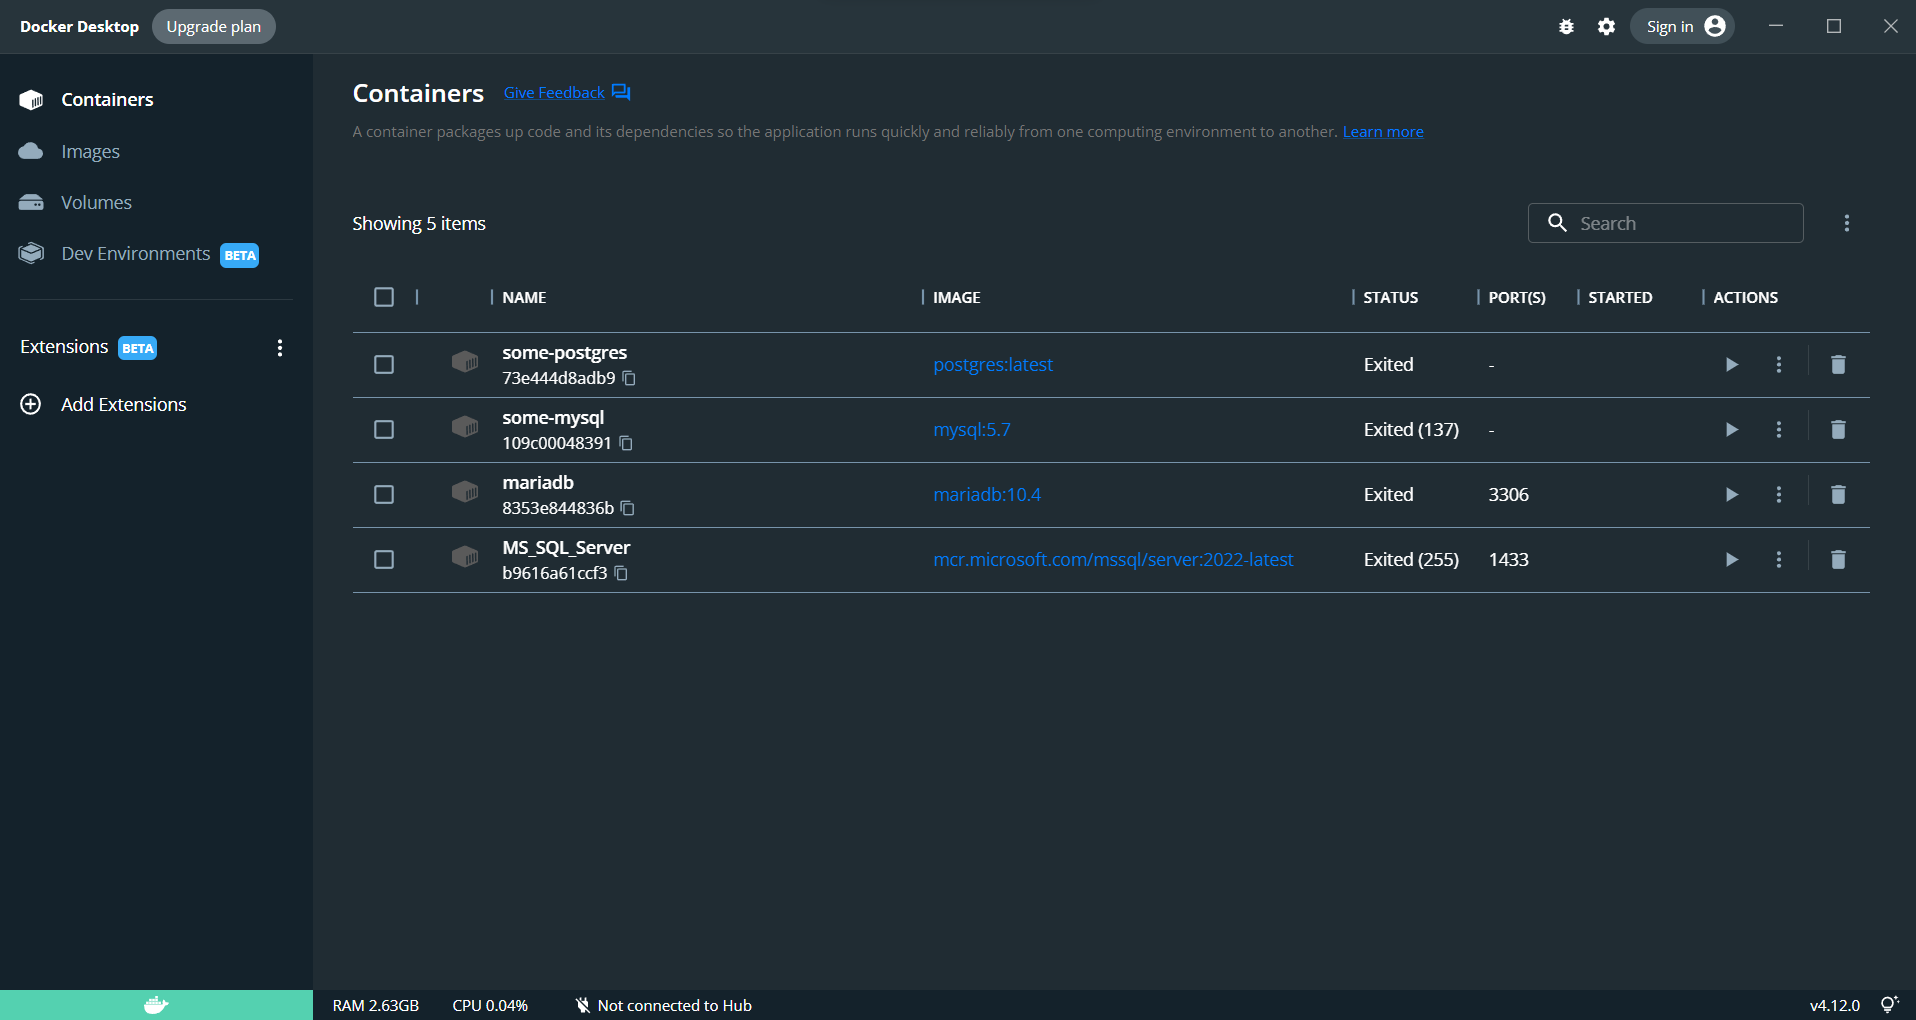 Docker Desktop Upgrade plan Sign in
Containers
Images
Volumes
Dev Environments BETA
Extensions BETA
Add Extensions
Containers Give Feedback
A container packages up code and its dependencies so the application runs quickly and reliably from one computing environment to another. Learn more
Showing 5 items Search
NAME IMAGE STATUS PORT(S) STARTED ACTIONS
some-postgres
73e444d8adb9 postgres:latest Exited -
some-mysql
109c00048391 mysql:5.7 Exited (137) -
mariadb
8353e844836b mariadb:10.4 Exited 3306
MS_SQL_Server
b9616a61ccf3 mcr.microsoft.com/mssql/server:2022-latest Exited (255) 1433
RAM 2.63GB CPU 0.04% Not connected to Hub v4.12.0